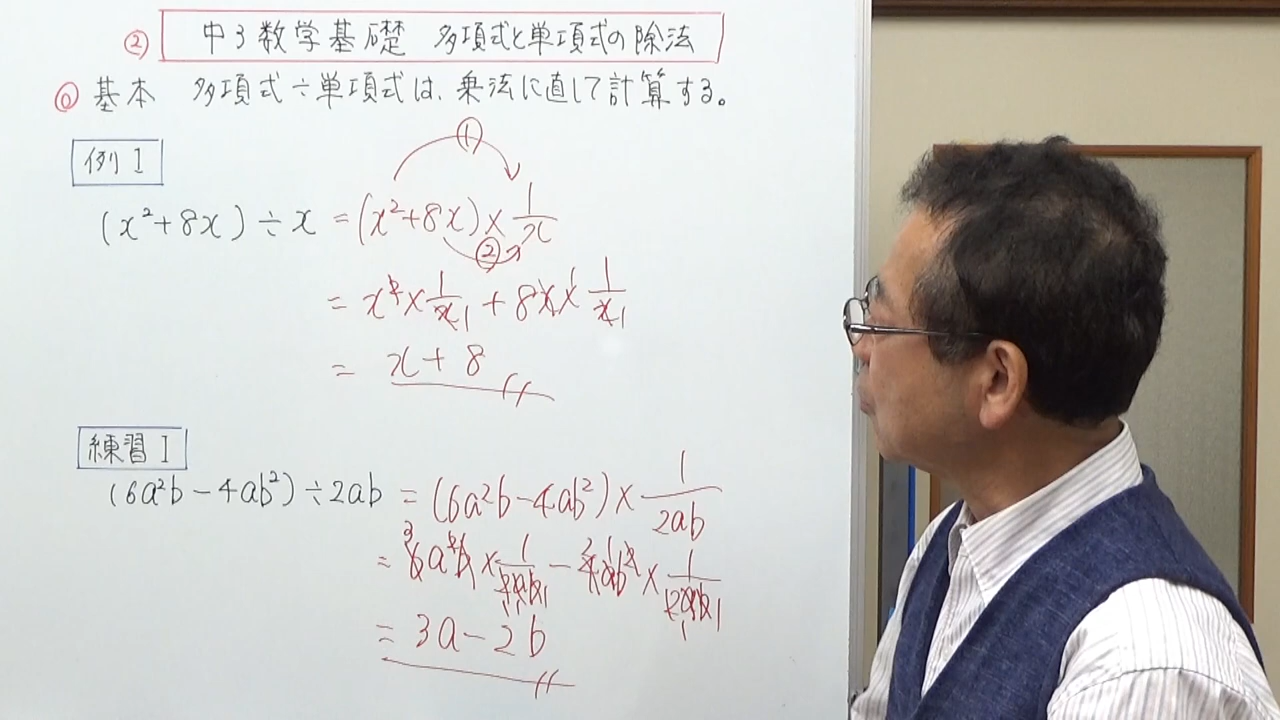 ② 中3数学基礎 多項式と単項式の除法
◎ 基本 多項式÷単項式は、乗法に直して計算する。
例 I
①
(x²+8x)÷x = (x²+8x)×1/x
②
= x²×1/x + 8x×1/x
= x+8
練習 I
(6a²b-4ab²)÷2ab = (6a²b-4ab²)×1/2ab
= 6a²b×1/2ab - 4ab²×1/2ab
= 3a-2b